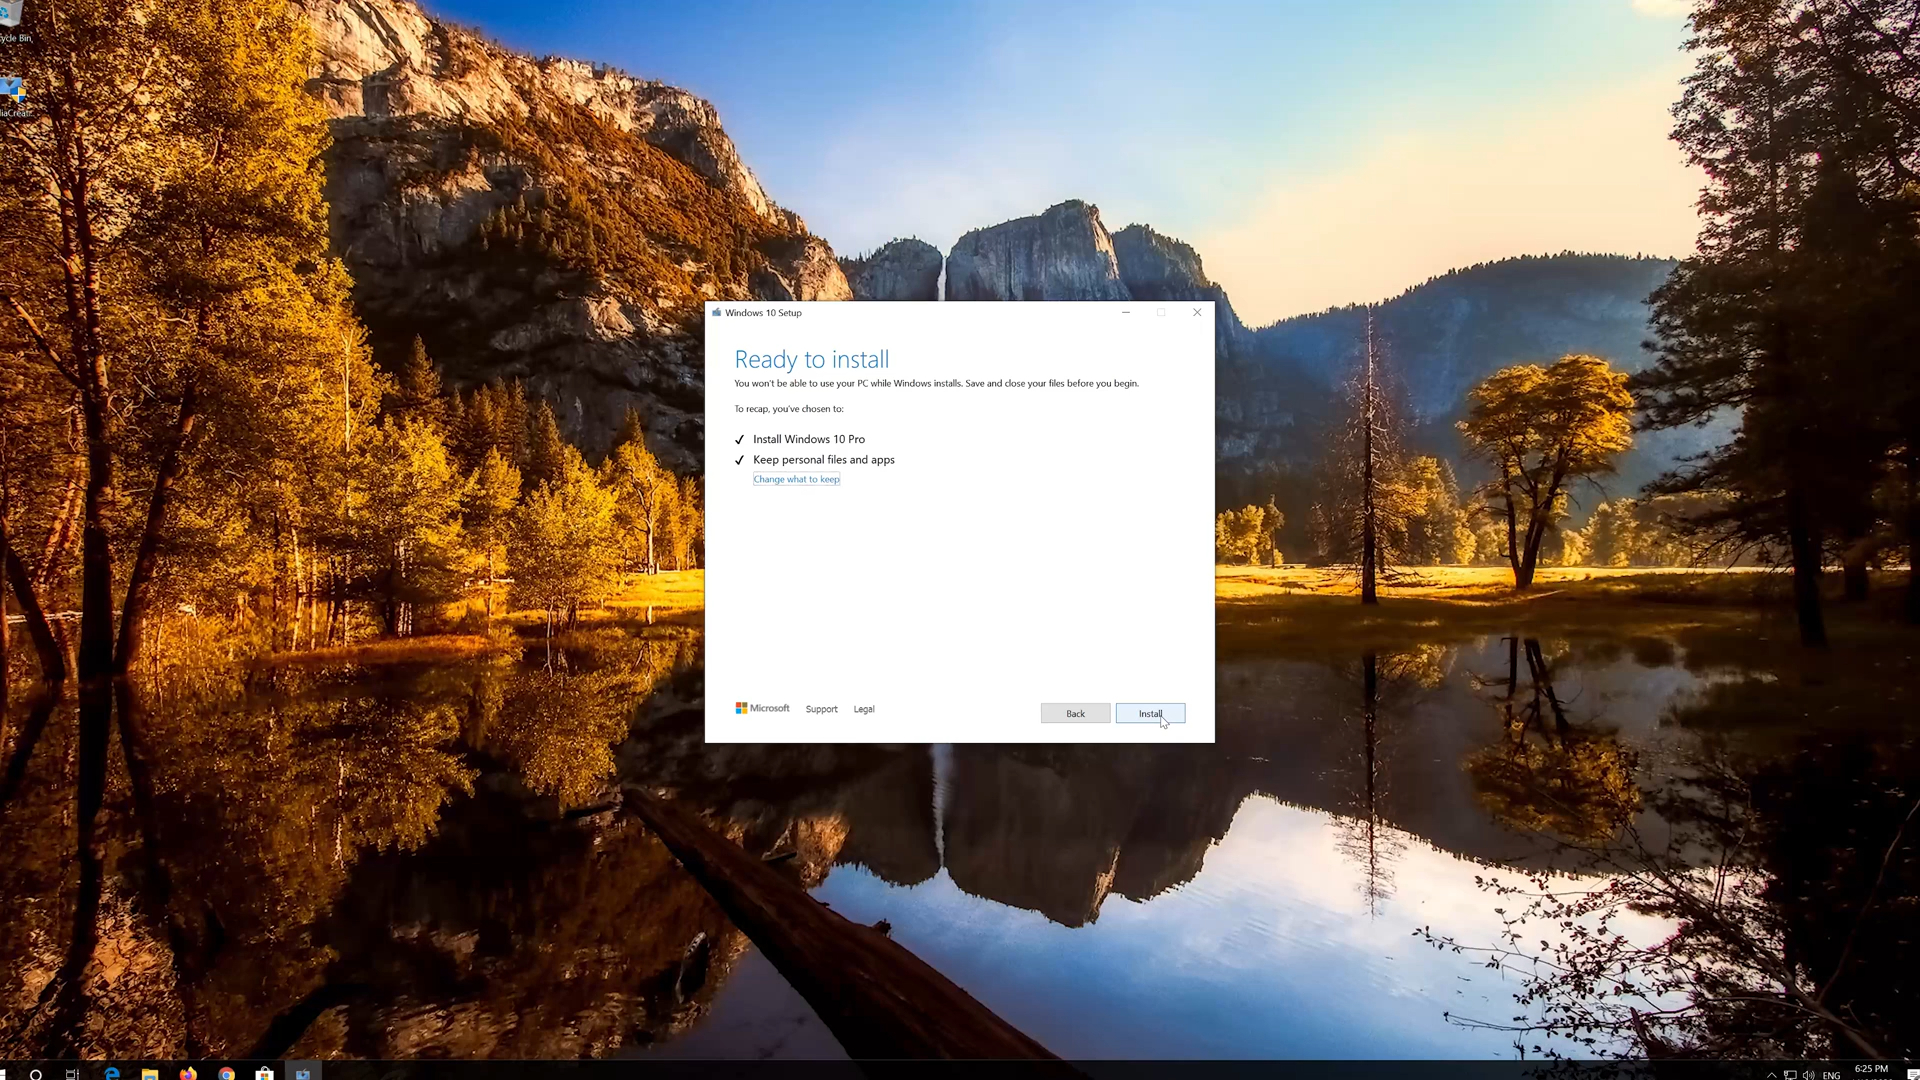 Windows 10 Setup
Ready to install
You won't be able to use your PC while Windows installs. Save and close your files before you begin.
To recap, you've chosen to:
Install Windows 10 Pro
Keep personal files and apps
Change what to keep
Microsoft
Support
Legal
Back
Install
ENG
6:25 PM